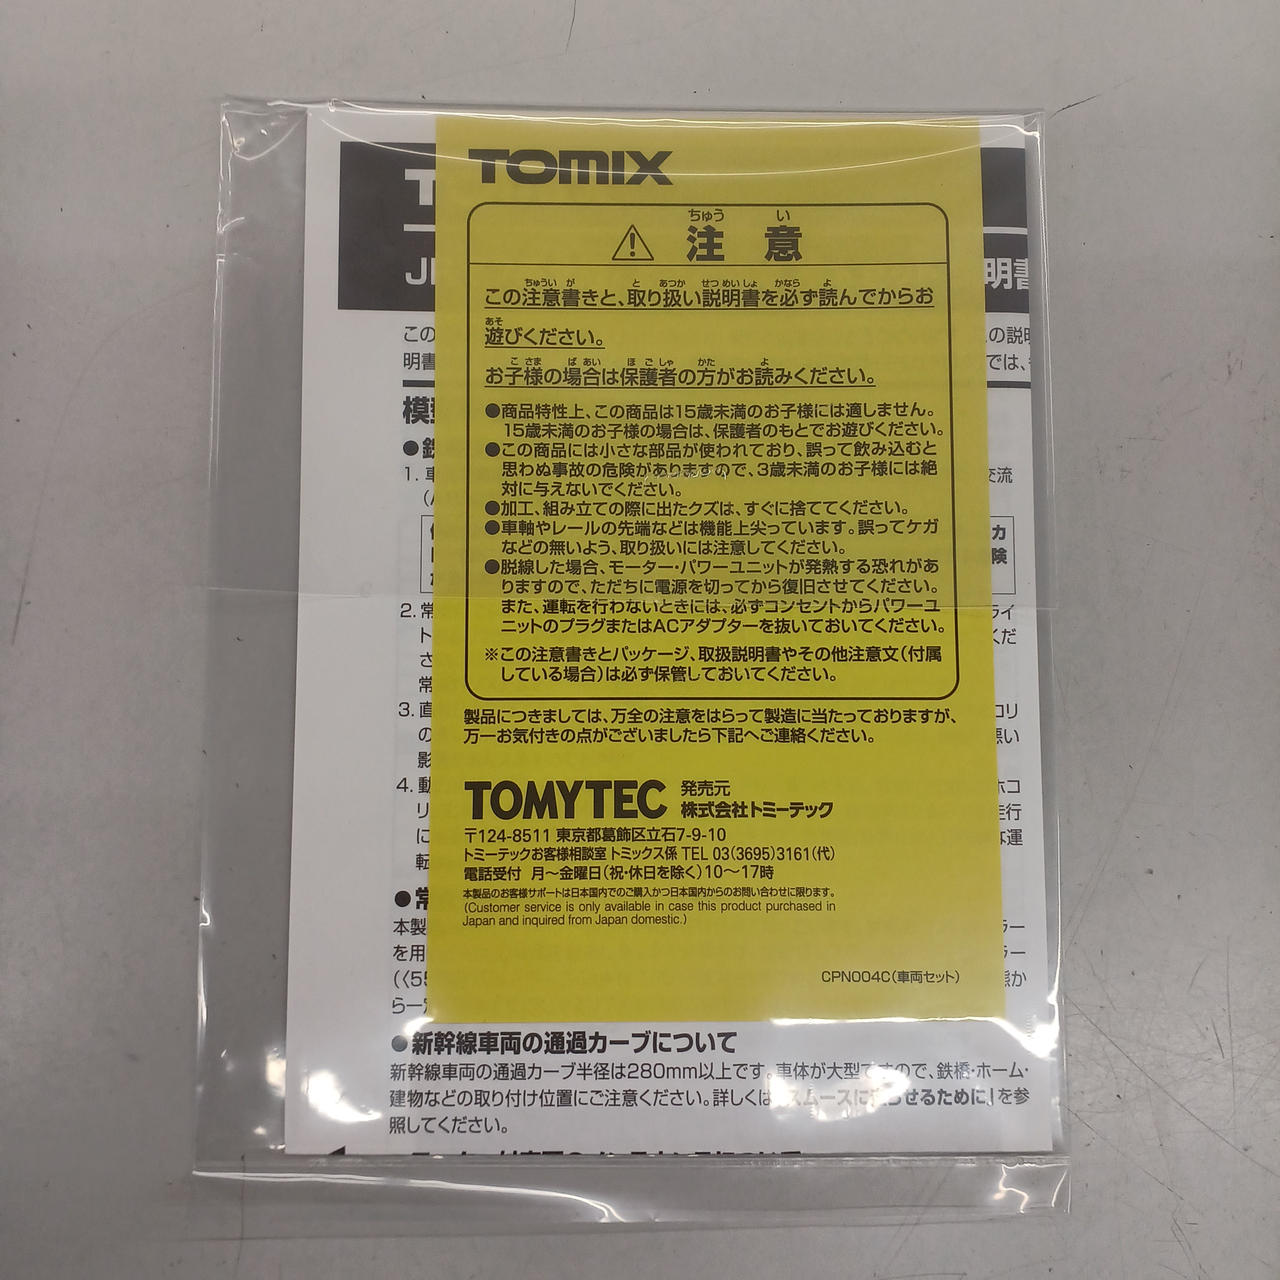 TOMIX
ちゅう い
注 意
ちゅうい が と あつか せつ めい しょ かなら よ
この注意書きと、取り扱い説明書を必ず読んでからお
あそ
遊びください。
こ さま ば あい ほ ご しゃ かた よ
お子様の場合は保護者の方がお読みください。
●商品特性上、この商品は15歳未満のお子様には適しません。
15歳未満のお子様の場合は、保護者のもとでお遊びください。
●この商品には小さな部品が使われており、誤って飲み込むと
思わぬ事故の危険がありますので、3歳未満のお子様には絶
対に与えないでください。
●加工、組み立ての際に出たクズは、すぐに捨ててください。
●車軸やレールの先端などは機能上尖っています。誤ってケガ
などの無いよう、取り扱いには注意してください。
●脱線した場合、モーター・パワーユニットが発熱する恐れがあ
りますので、ただちに電源を切ってから復旧させてください。
また、運転を行わないときには、必ずコンセントからパワーユ
ニットのプラグまたはACアダプターを抜いておいてください。
※この注意書きとパッケージ、取扱説明書やその他注意文(付属
している場合)は必ず保管しておいてください。
製品につきましては、万全の注意をはらって製造に当たっておりますが、
万一お気付きの点がございましたら下記へご連絡ください。
TOMYTEC 発売元
株式会社トミーテック
〒124-8511 東京都葛飾区立石7-9-10
トミーテックお客様相談室 トミックス係 TEL 03(3695)3161(代)
電話受付 月〜金曜日(祝・休日を除く)10〜17時
本製品のお客様サポートは日本国内でのご購入かつ日本国内からのお問い合わせに限ります。
(Customer service is only available in case this product purchased in
Japan and inquired from Japan domestic.)
CPN004C(車両セット)
●新幹線車両の通過カーブについて
新幹線車両の通過カーブ半径は280mm以上です。車体が大型ですので、鉄橋・ホーム・
建物などの取り付け位置にご注意ください。詳しくは「スムースに走らせるために」を参
照してください。